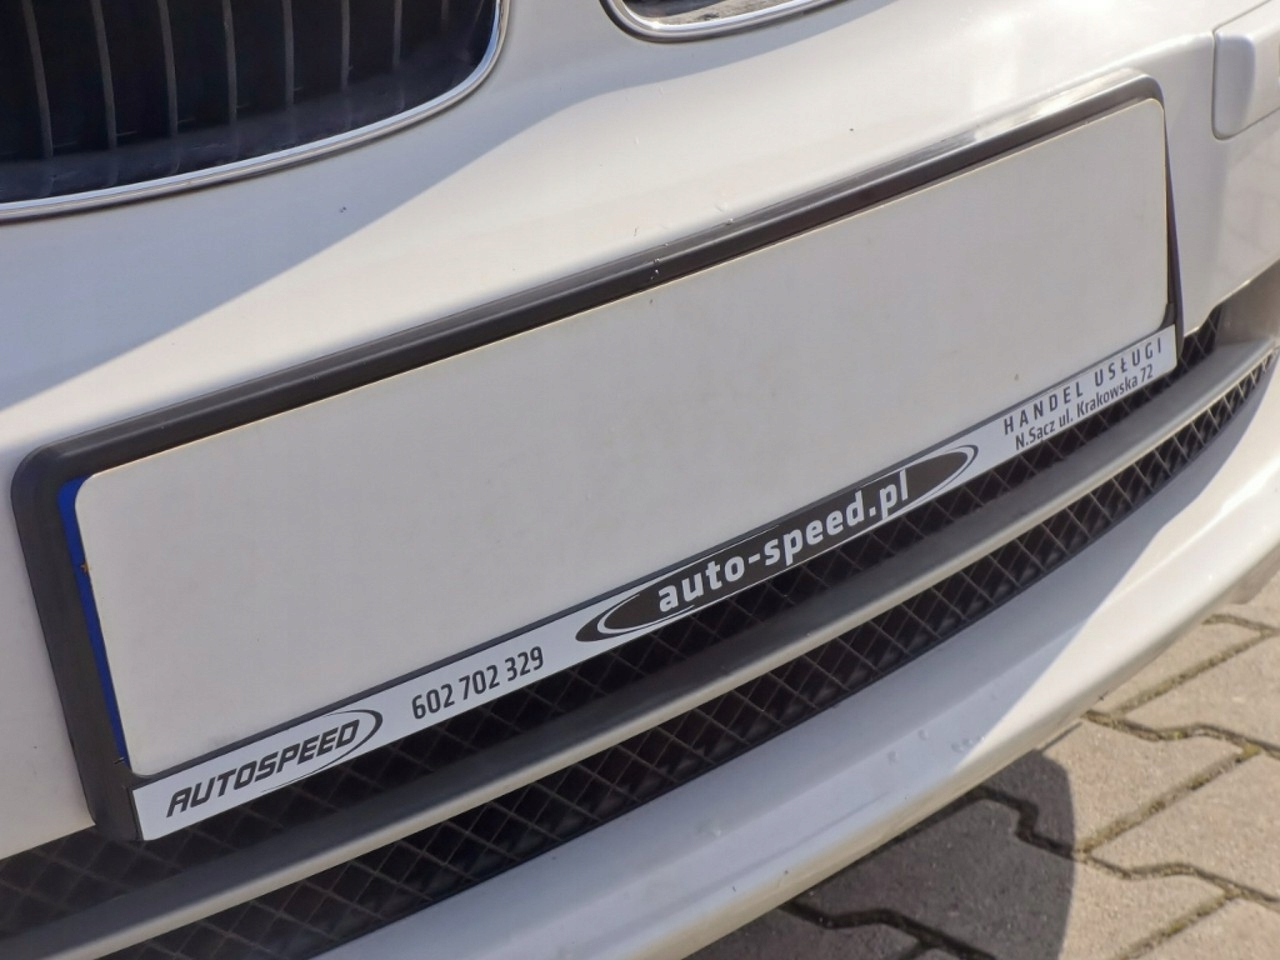 AUTOSPEED
602 702 329
auto-speed.pl
HANDEL USŁUGI
N.Sącz ul. Krakowska 72